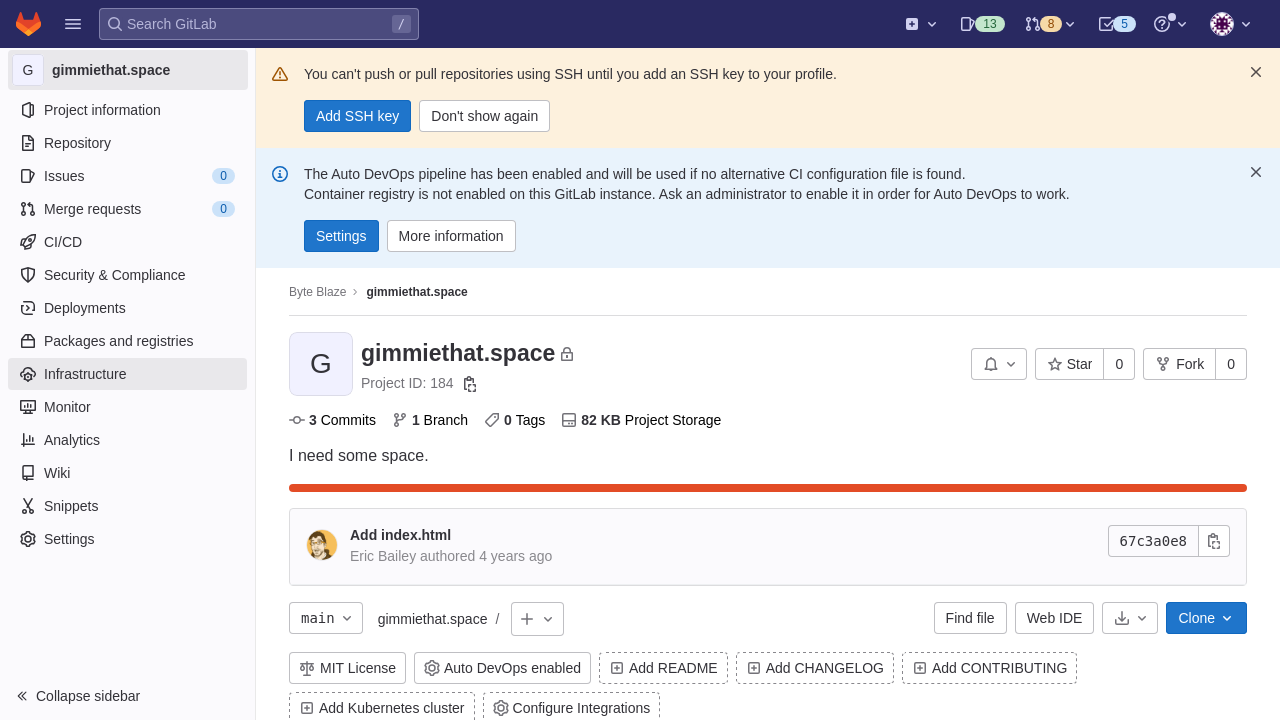 Search GitLab
/
13
8
5
G
gimmiethat.space
Project information
Repository
Issues
0
Merge requests
0
CI/CD
Security & Compliance
Deployments
Packages and registries
Infrastructure
Monitor
Analytics
Wiki
Snippets
Settings
Collapse sidebar
You can't push or pull repositories using SSH until you add an SSH key to your profile.
Add SSH key
Don't show again
The Auto DevOps pipeline has been enabled and will be used if no alternative CI configuration file is found.
Container registry is not enabled on this GitLab instance. Ask an administrator to enable it in order for Auto DevOps to work.
Settings
More information
Byte Blaze
gimmiethat.space
G
gimmiethat.space
Project ID: 184
Star
0
Fork
0
3 Commits
1 Branch
0 Tags
82 KB Project Storage
I need some space.
Add index.html
Eric Bailey authored 4 years ago
67c3a0e8
main
gimmiethat.space /
Find file
Web IDE
Clone
MIT License
Auto DevOps enabled
Add README
Add CHANGELOG
Add CONTRIBUTING
Add Kubernetes cluster
Configure Integrations